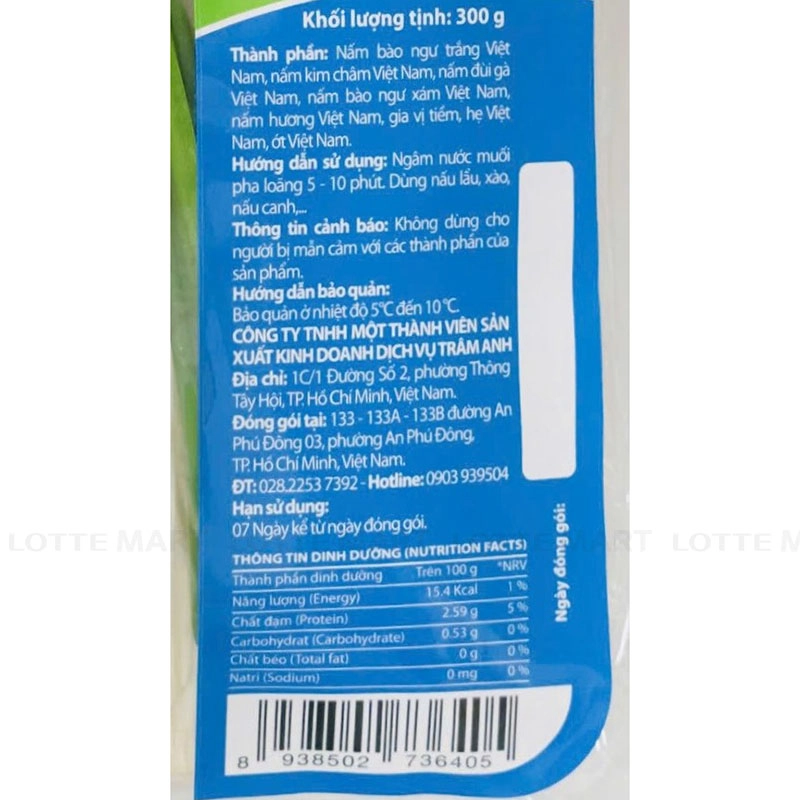 Khối lượng tịnh: 300 g
Thành phần: Nấm bào ngư trắng Việt
Nam, nấm kim châm Việt Nam, nấm đùi gà
Việt Nam, nấm bào ngư xám Việt Nam,
nấm hương Việt Nam, gia vị tiềm, hẹ Việt
Nam, ớt Việt Nam.
Hướng dẫn sử dụng: Ngâm nước muối
pha loãng 5 - 10 phút. Dùng nấu lẩu, xào,
nấu canh,...
Thông tin cảnh báo: Không dùng cho
người bị mẫn cảm với các thành phần của
sản phẩm.
Hướng dẫn bảo quản:
Bảo quản ở nhiệt độ 5°C đến 10°C.
CÔNG TY TNHH MỘT THÀNH VIÊN SẢN
XUẤT KINH DOANH DỊCH VỤ TRÂM ANH
Địa chỉ: 1C/1 Đường Số 2, phường Thông
Tây Hội, TP. Hồ Chí Minh, Việt Nam.
Đóng gói tại: 133 - 133A - 133B đường An
Phú Đông 03, phường An Phú Đông,
TP. Hồ Chí Minh, Việt Nam.
ĐT: 028.2253 7392 - Hotline: 0903 939504
Hạn sử dụng:
07 Ngày kể từ ngày đóng gói.
Ngày đóng gói:
LOTTE MART LOTTE MART LOTTE M
THÔNG TIN DINH DƯỠNG (NUTRITION FACTS)
Thành phần dinh dưỡng Trên 100 g *NRV
Năng lượng (Energy) 15.4 Kcal 1 %
Chất đạm (Protein) 2.59 g 5 %
Carbohydrat (Carbohydrate) 0.53 g 0 %
Chất béo (Total fat) 0 g 0 %
Natri (Sodium) 0 mg 0 %
8 938502 736405